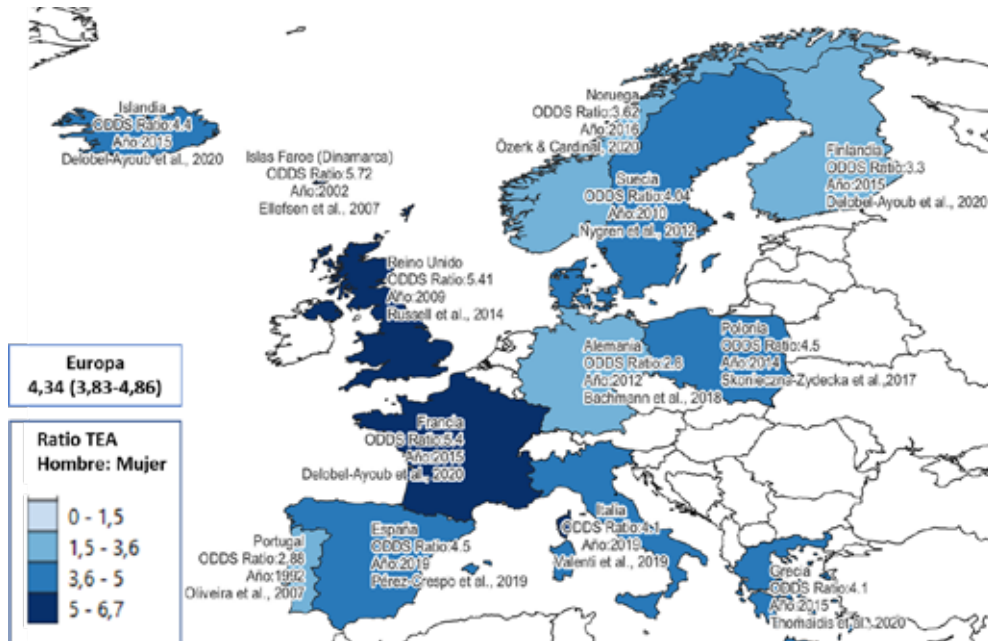 Islandia
ODDS Ratio:4.4
Año:2015
Delobel-Ayoub et al., 2020
Islas Faroe (Dinamarca)
ODDS Ratio:5.72
Año:2002
Ellefsen et al., 2007
Noruega
ODDS Ratio:3.62
Año:2016
Özerk & Cardinal, 2020
Suecia
ODDS Ratio:4.04
Año:2010
Nygren et al., 2012
Finlandia
ODDS Ratio:3.3
Año:2015
Delobel-Ayoub et al., 2020
Reino Unido
ODDS Ratio:5.41
Año:2009
Russell et al., 2014
Alemania
ODDS Ratio:2.8
Año:2012
Bachmann et al., 2018
Polonia
ODDS Ratio:4.5
Año:2014
Skonieczna-Zydecka et al.,2017
Europa
4,34 (3,83-4,86)
Francia
ODDS Ratio:5.4
Año:2015
Delobel-Ayoub et al., 2020
Ratio TEA
Hombre: Mujer
0 - 1,5
1,5 - 3,6
3,6 - 5
5 - 6,7
Portugal
ODDS Ratio:2.88
Año:1992
Oliveira et al., 2007
España
ODDS Ratio:4.5
Año:2019
Pérez-Crespo et al., 2019
Italia
ODDS Ratio:4.1
Año:2019
Valenti et al., 2019
Grecia
ODDS Ratio:4.1
Año:2015
Thomaidis et al., 2020